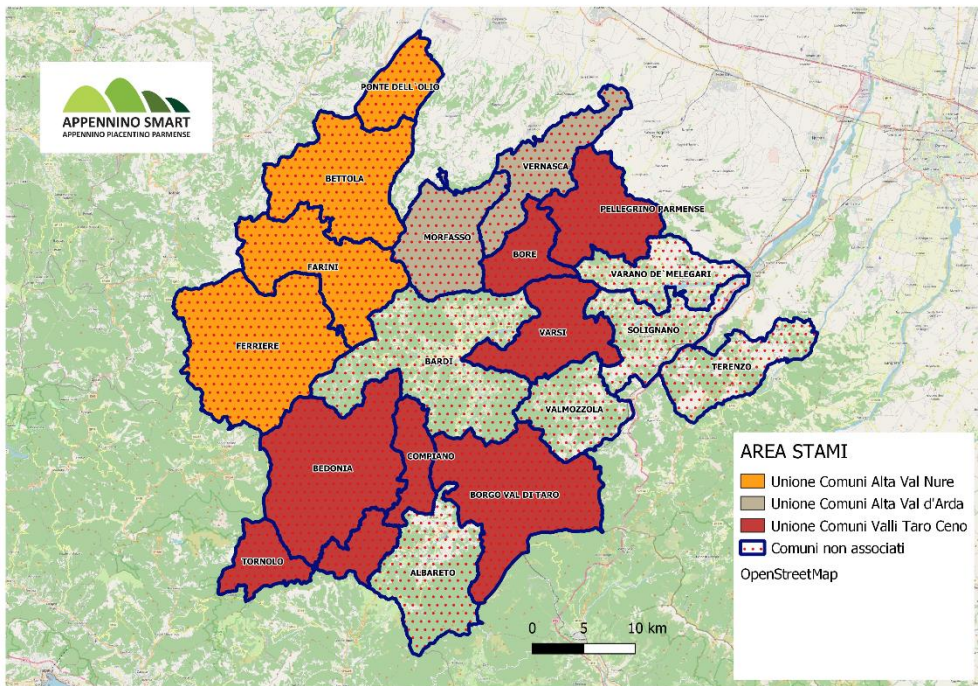 APPENNINO SMART
APPENNINO PIACENTINO PARMENSE
PONTE DELL´OLIO
BETTOLA
VERNASCA
PELLEGRINO PARMENSE
MORFASSO
BORE
FARINI
VARANO DE´ MELEGARI
FERRIERE
VARSI
SOLIGNANO
BARDI
TERENZO
VALMOZZOLA
BEDONIA
COMPIANO
BORGO VAL DI TARO
TORNOLO
ALBARETO
0 5 10 km
AREA STAMI
Unione Comuni Alta Val Nure
Unione Comuni Alta Val d'Arda
Unione Comuni Valli Taro Ceno
Comuni non associati
OpenStreetMap